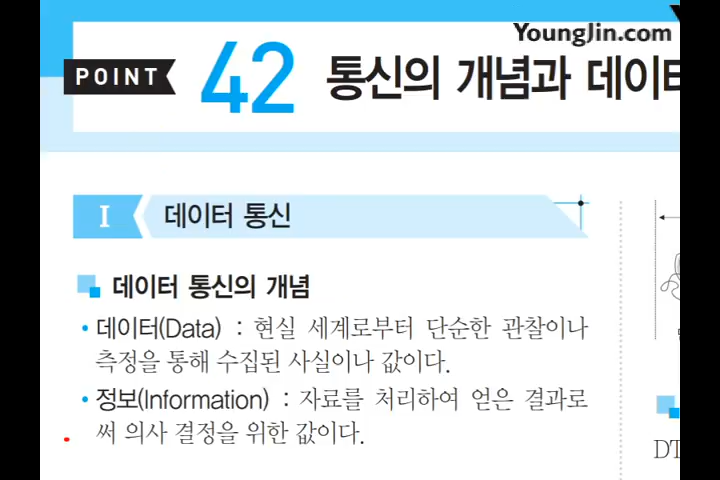 YoungJin.com
POINT 42 통신의 개념과 데이터
I 데이터 통신
데이터 통신의 개념
• 데이터(Data) : 현실 세계로부터 단순한 관찰이나
측정을 통해 수집된 사실이나 값이다.
• 정보(Information) : 자료를 처리하여 얻은 결과로
써 의사 결정을 위한 값이다.